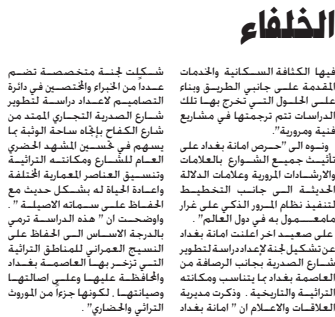 الخلفاء
فيها الكثافة السكانية والخدمات
المقدمة على جانبي الطريق وبناء
على الحلول التي تخرج بها تلك
الدراسات تتم ترجمتها في مشاريع
فنية ومرورية".
ونوه الى "حرص امانة بغداد على
تأثيث جميع الشوارع بالعلامات
والارشادات المرورية وعلامات الدلالة
الحديثة الى جانب التخطيط
لتنفيذ نظام المرور الذكي على غرار
مامعمول به في دول العالم" .
على صعيد اخر اعلنت امانة بغداد
عن تشكيل لجنة لإعداد دراسة لتطوير
شارع الصدرية بجانب الرصافة من
العاصمة بغداد بما يتناسب ومكانته
التراثية والتاريخية . وذكرت مديرية
العلاقات والاعلام ان " امانة بغداد
شكلت لجنة متخصصة تضم
عدداً من الخبراء والمختصين في دائرة
التصاميم لاعداد دراسة لتطوير
شارع الصدرية التجاري الممتد من
شارع الكفاح بإتجاه ساحة الوثبة بما
يسهم في تحسين المشهد الحضري
العام للشارع ومكانته التراثية
وتنسيق العناصر المعمارية المختلفة
واعادة الحياة له بشكل حديث مع
الحفاظ على سماته الاصيلة " .
واوضحت ان " هذه الدراسة ترمي
بالدرجة الاساس الى الحفاظ على
النسيج العمراني للمناطق التراثية
التي تزخر بها العاصمة بغداد
والمحافظة عليها وعلى اصالتها
وصيانتها . لكونها جزءاً من الموروث
التراثي والحضاري" .